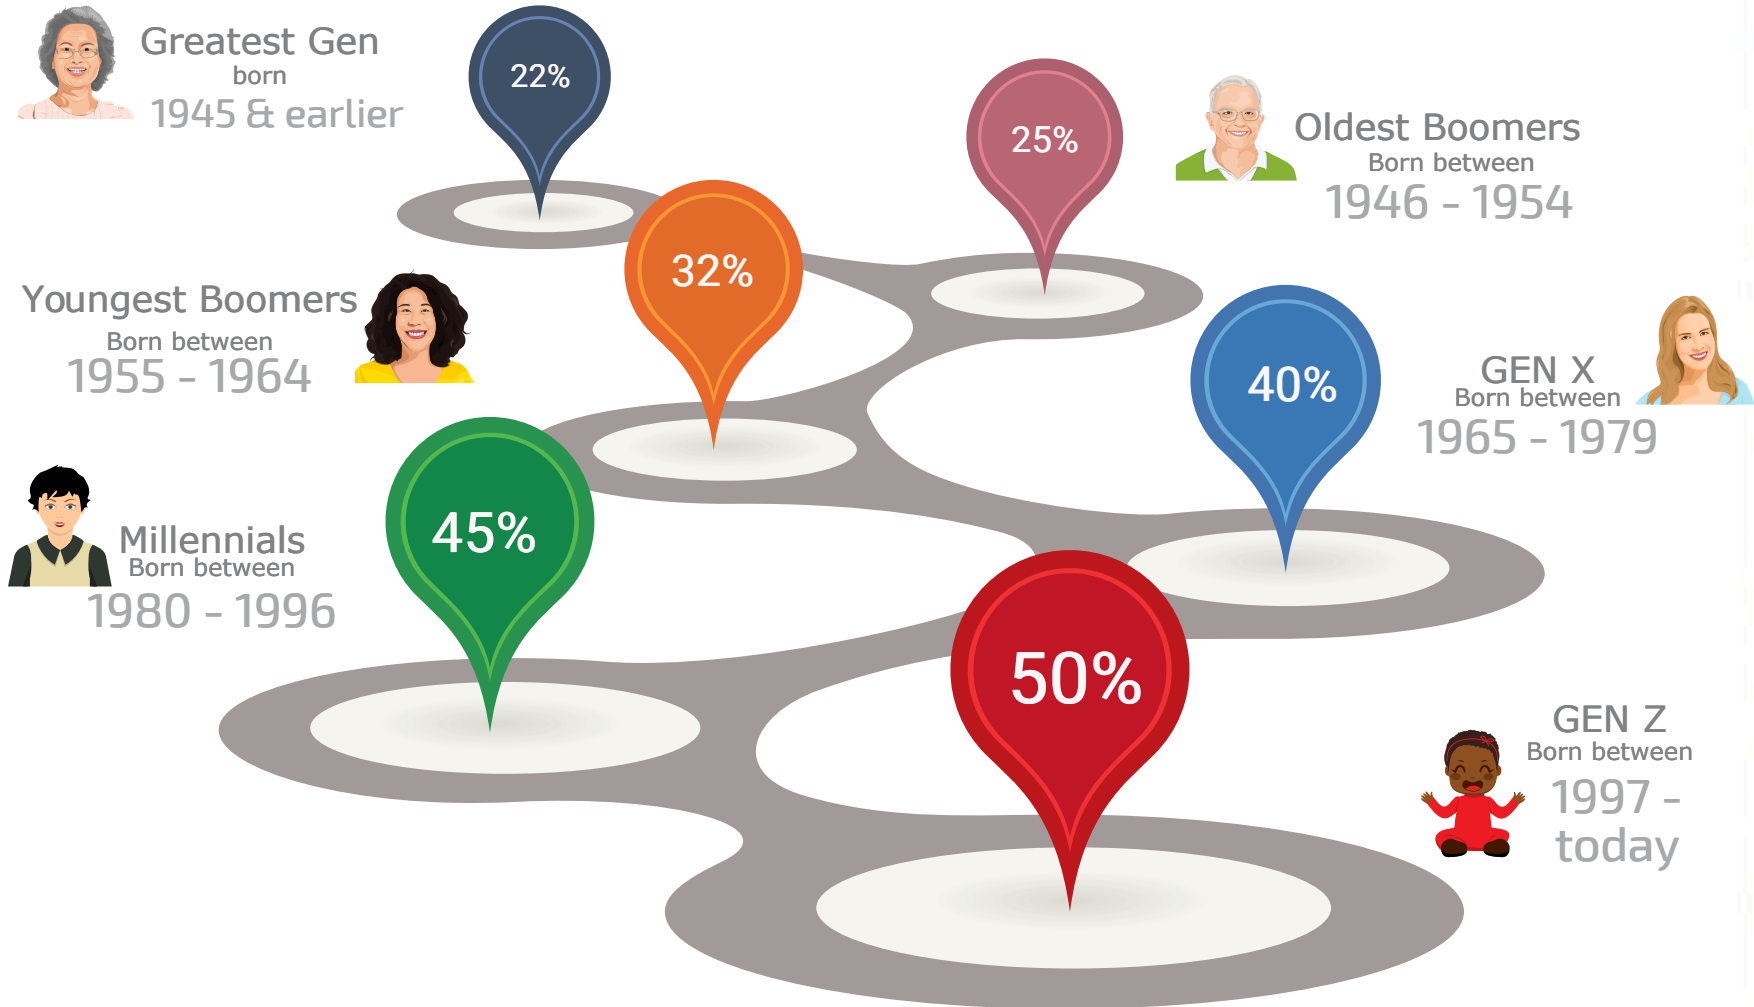 Greatest Gen
born
1945 & earlier
22%
25%
Oldest Boomers
Born between
1946 - 1954
Youngest Boomers
Born between
1955 - 1964
32%
40%
GEN X
Born between
1965 - 1979
Millennials
Born between
1980 - 1996
45%
50%
GEN Z
Born between
1997 -
today